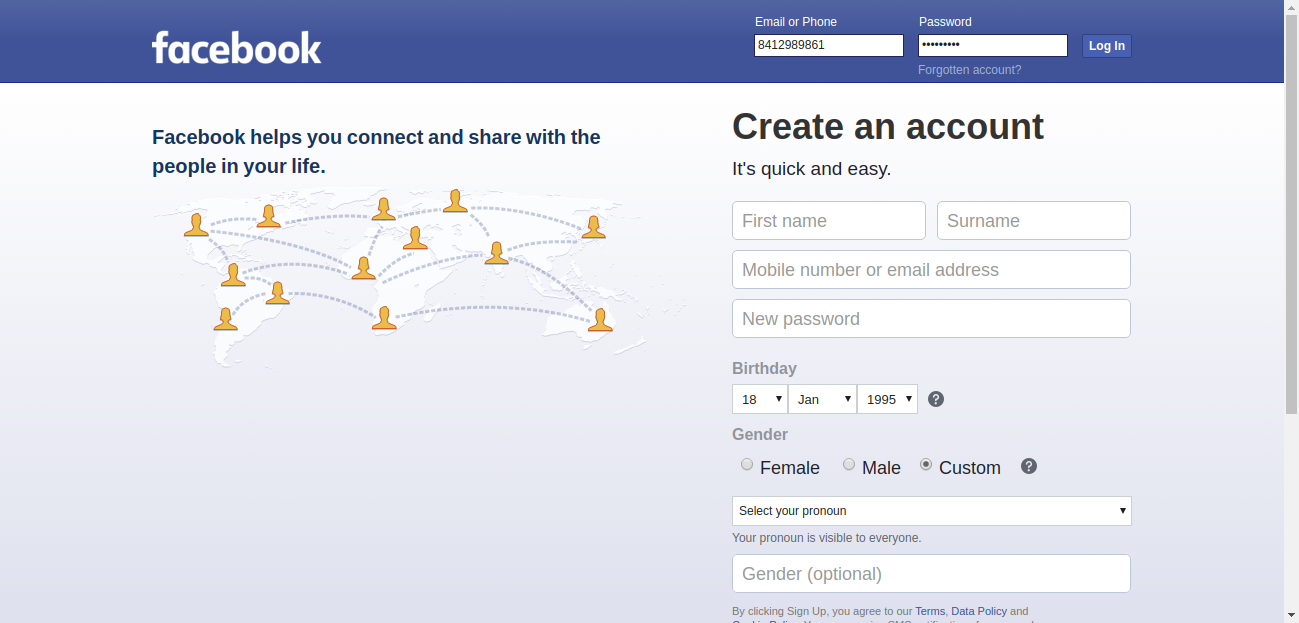 facebook
Email or Phone
Password
8412989861
•••••••••
Log In
Forgotten account?
Facebook helps you connect and share with the
people in your life.
Create an account
It's quick and easy.
First name
Surname
Mobile number or email address
New password
Birthday
18
Jan
1995
?
Gender
Female
Male
Custom
?
Select your pronoun
Your pronoun is visible to everyone.
Gender (optional)
By clicking Sign Up, you agree to our Terms, Data Policy and